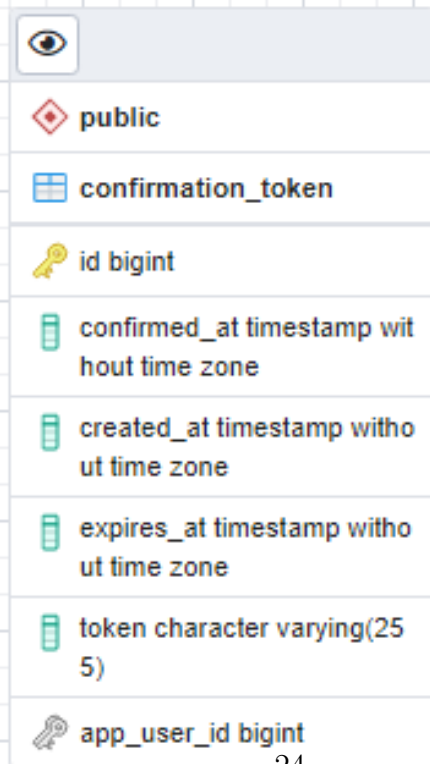 public
confirmation_token
id bigint
confirmed_at timestamp wit
hout time zone
created_at timestamp witho
ut time zone
expires_at timestamp witho
ut time zone
token character varying(25
5)
app_user_id bigint
24